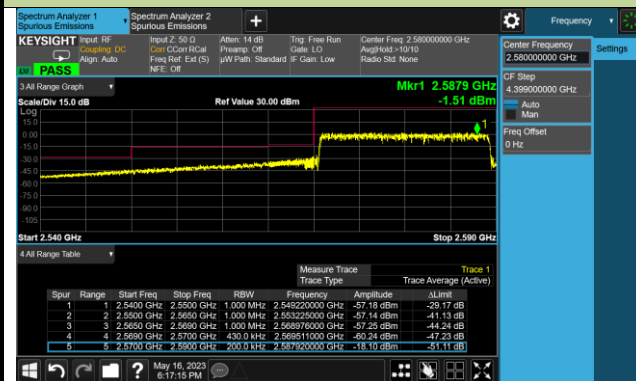 Spectrum Analyzer 1
Spurious Emissions
Spectrum Analyzer 2
Spurious Emissions
+
Frequency
KEYSIGHT
Input: RF
Coupling: DC
Align: Auto
Input Z: 50 Ω
Corr CCorr RCal
Freq Ref: Ext (S)
NFE: Off
Atten: 14 dB
Preamp: Off
µW Path: Standard
Trig: Free Run
Gate: LO
IF Gain: Low
Center Freq: 2.580000000 GHz
Avg|Hold:>10/10
Radio Std: None
PASS
Center Frequency
2.580000000 GHz
Settings
CF Step
4.399000000 GHz
Auto
Man
Freq Offset
0 Hz
3 All Range Graph
Mkr1 2.5879 GHz
Scale/Div 15.0 dB
Ref Value 30.00 dBm
-1.51 dBm
Log
15.0
0.00
-15.0
-30.0
-45.0
-60.0
-75.0
-90.0
-105
1
Start 2.540 GHz
Stop 2.590 GHz
4 All Range Table
Measure Trace Trace 1
Trace Type Trace Average (Active)
Spur Range Start Freq Stop Freq RBW Frequency Amplitude ΔLimit
1 1 2.5400 GHz 2.5500 GHz 1.000 MHz 2.549220000 GHz -57.18 dBm -29.17 dB
2 2 2.5500 GHz 2.5650 GHz 1.000 MHz 2.553225000 GHz -57.14 dBm -41.13 dB
3 3 2.5650 GHz 2.5690 GHz 1.000 MHz 2.568976000 GHz -57.25 dBm -44.24 dB
4 4 2.5690 GHz 2.5700 GHz 430.0 kHz 2.569511000 GHz -60.24 dBm -47.23 dB
5 5 2.5700 GHz 2.5900 GHz 200.0 kHz 2.587920000 GHz -18.10 dBm -51.11 dB
?
May 16, 2023
6:17:15 PM